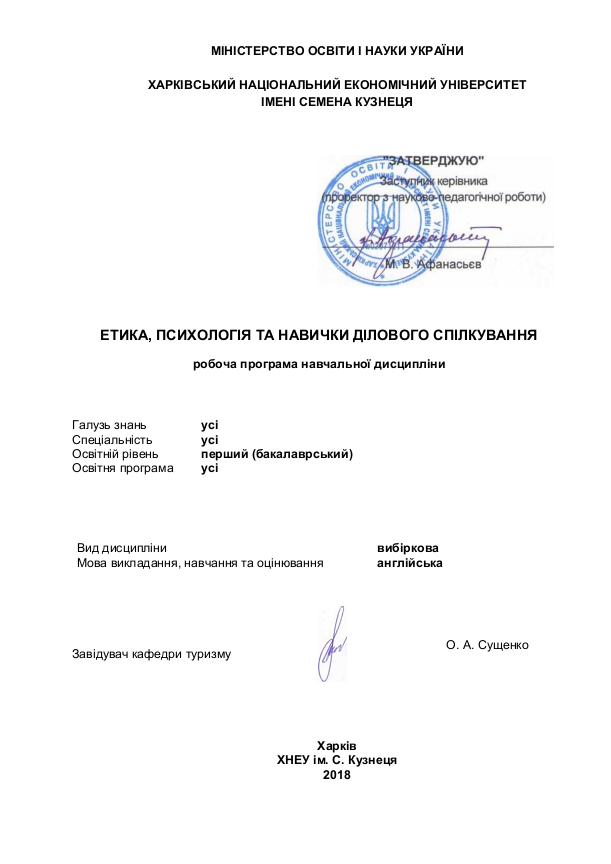 МІНІСТЕРСТВО ОСВІТИ І НАУКИ УКРАЇНИ
ХАРКІВСЬКИЙ НАЦІОНАЛЬНИЙ ЕКОНОМІЧНИЙ УНІВЕРСИТЕТ
ІМЕНІ СЕМЕНА КУЗНЕЦЯ
"ЗАТВЕРДЖУЮ"
Заступник керівника
(проректор з науково-педагогічної роботи)
М. В. Афанасьєв
ЕТИКА, ПСИХОЛОГІЯ ТА НАВИЧКИ ДІЛОВОГО СПІЛКУВАННЯ
робоча програма навчальної дисципліни
Галузь знань усі
Спеціальність усі
Освітній рівень перший (бакалаврський)
Освітня програма усі
Вид дисципліни вибіркова
Мова викладання, навчання та оцінювання англійська
Завідувач кафедри туризму О. А. Сущенко
Харків
ХНЕУ ім. С. Кузнеця
2018